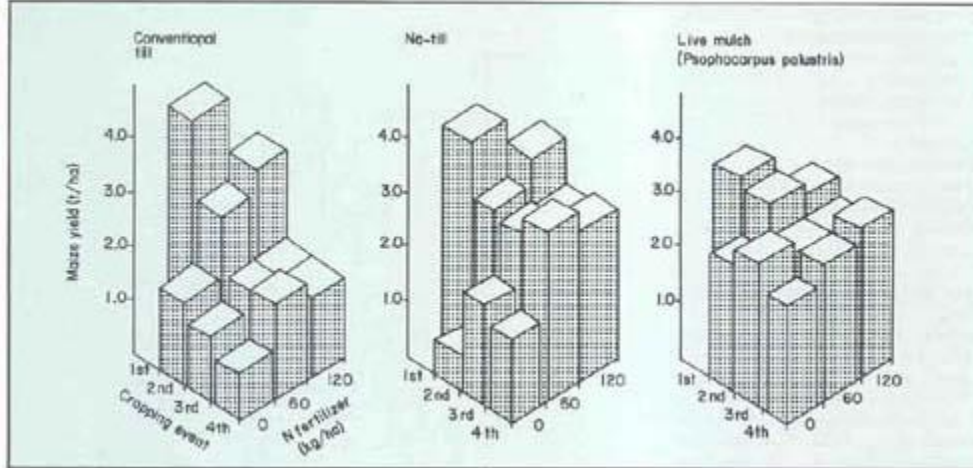 Conventional
till
No-till
Live mulch
(Psophocarpus palustris)
Maize yield (t/ha)
4.0
3.0
2.0
1.0
4.0
3.0
2.0
1.0
4.0
3.0
2.0
1.0
1st
2nd
3rd
4th
0
60
120
Cropping event
N fertilizer
(kg/ha)
1st
2nd
3rd
4th
0
60
120
1st
2nd
3rd
4th
0
60
120